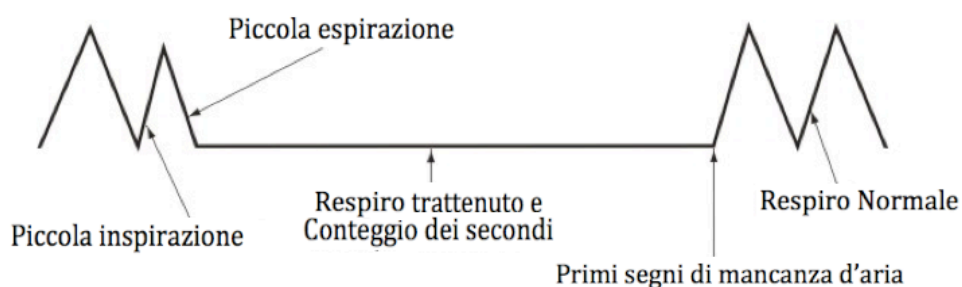 Piccola espirazione
Piccola inspirazione
Respiro trattenuto e
Conteggio dei secondi
Respiro Normale
Primi segni di mancanza d'aria